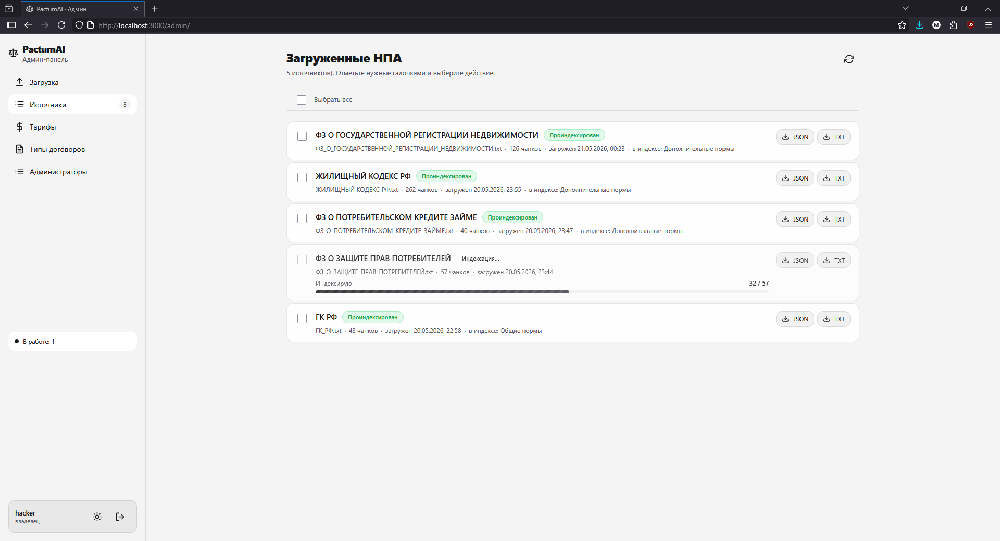 PactumAI · Админ
http://localhost:3000/admin/
PactumAI
Админ-панель
Загрузка
Источники 5
Тарифы
Типы договоров
Администраторы
В работе: 1
hacker
владелец
Загруженные НПА
5 источник(ов). Отметьте нужные галочками и выберите действие.
Выбрать все
ФЗ О ГОСУДАРСТВЕННОЙ РЕГИСТРАЦИИ НЕДВИЖИМОСТИ Проиндексирован JSON TXT
ФЗ_О_ГОСУДАРСТВЕННОЙ_РЕГИСТРАЦИИ_НЕДВИЖИМОСТИ.txt · 126 чанков · загружен 21.05.2026, 00:23 · в индексе: Дополнительные нормы
ЖИЛИЩНЫЙ КОДЕКС РФ Проиндексирован JSON TXT
ЖИЛИЩНЫЙ КОДЕКС РФ.txt · 262 чанков · загружен 20.05.2026, 23:55 · в индексе: Дополнительные нормы
ФЗ О ПОТРЕБИТЕЛЬСКОМ КРЕДИТЕ ЗАЙМЕ Проиндексирован JSON TXT
ФЗ_О_ПОТРЕБИТЕЛЬСКОМ_КРЕДИТЕ_ЗАЙМЕ.txt · 40 чанков · загружен 20.05.2026, 23:47 · в индексе: Дополнительные нормы
ФЗ О ЗАЩИТЕ ПРАВ ПОТРЕБИТЕЛЕЙ Индексация... JSON TXT
ФЗ_О_ЗАЩИТЕ_ПРАВ_ПОТРЕБИТЕЛЕЙ.txt · 57 чанков · загружен 20.05.2026, 23:44
Индексирую 32 / 57
ГК РФ Проиндексирован JSON TXT
ГК_РФ.txt · 43 чанков · загружен 20.05.2026, 22:58 · в индексе: Общие нормы